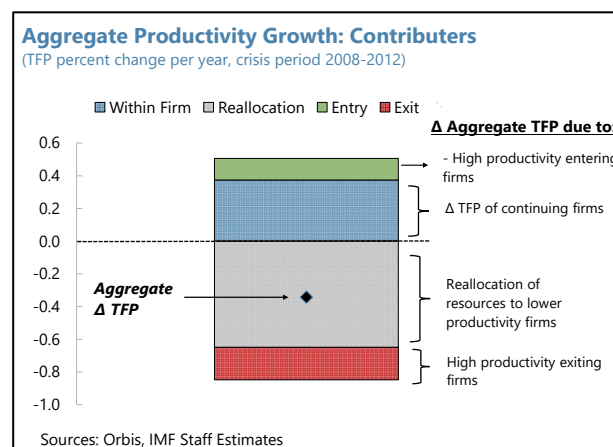 Aggregate Productivity Growth: Contributers
(TFP percent change per year, crisis period 2008-2012)
Within Firm Reallocation Entry Exit
Δ Aggregate TFP due to:
0.6
0.4
0.2
0.0
-0.2
-0.4
-0.6
-0.8
-1.0
- High productivity entering
firms
Δ TFP of continuing firms
Aggregate
Δ TFP
Reallocation of
resources to lower
productivity firms
High productivity exiting
firms
Sources: Orbis, IMF Staff Estimates